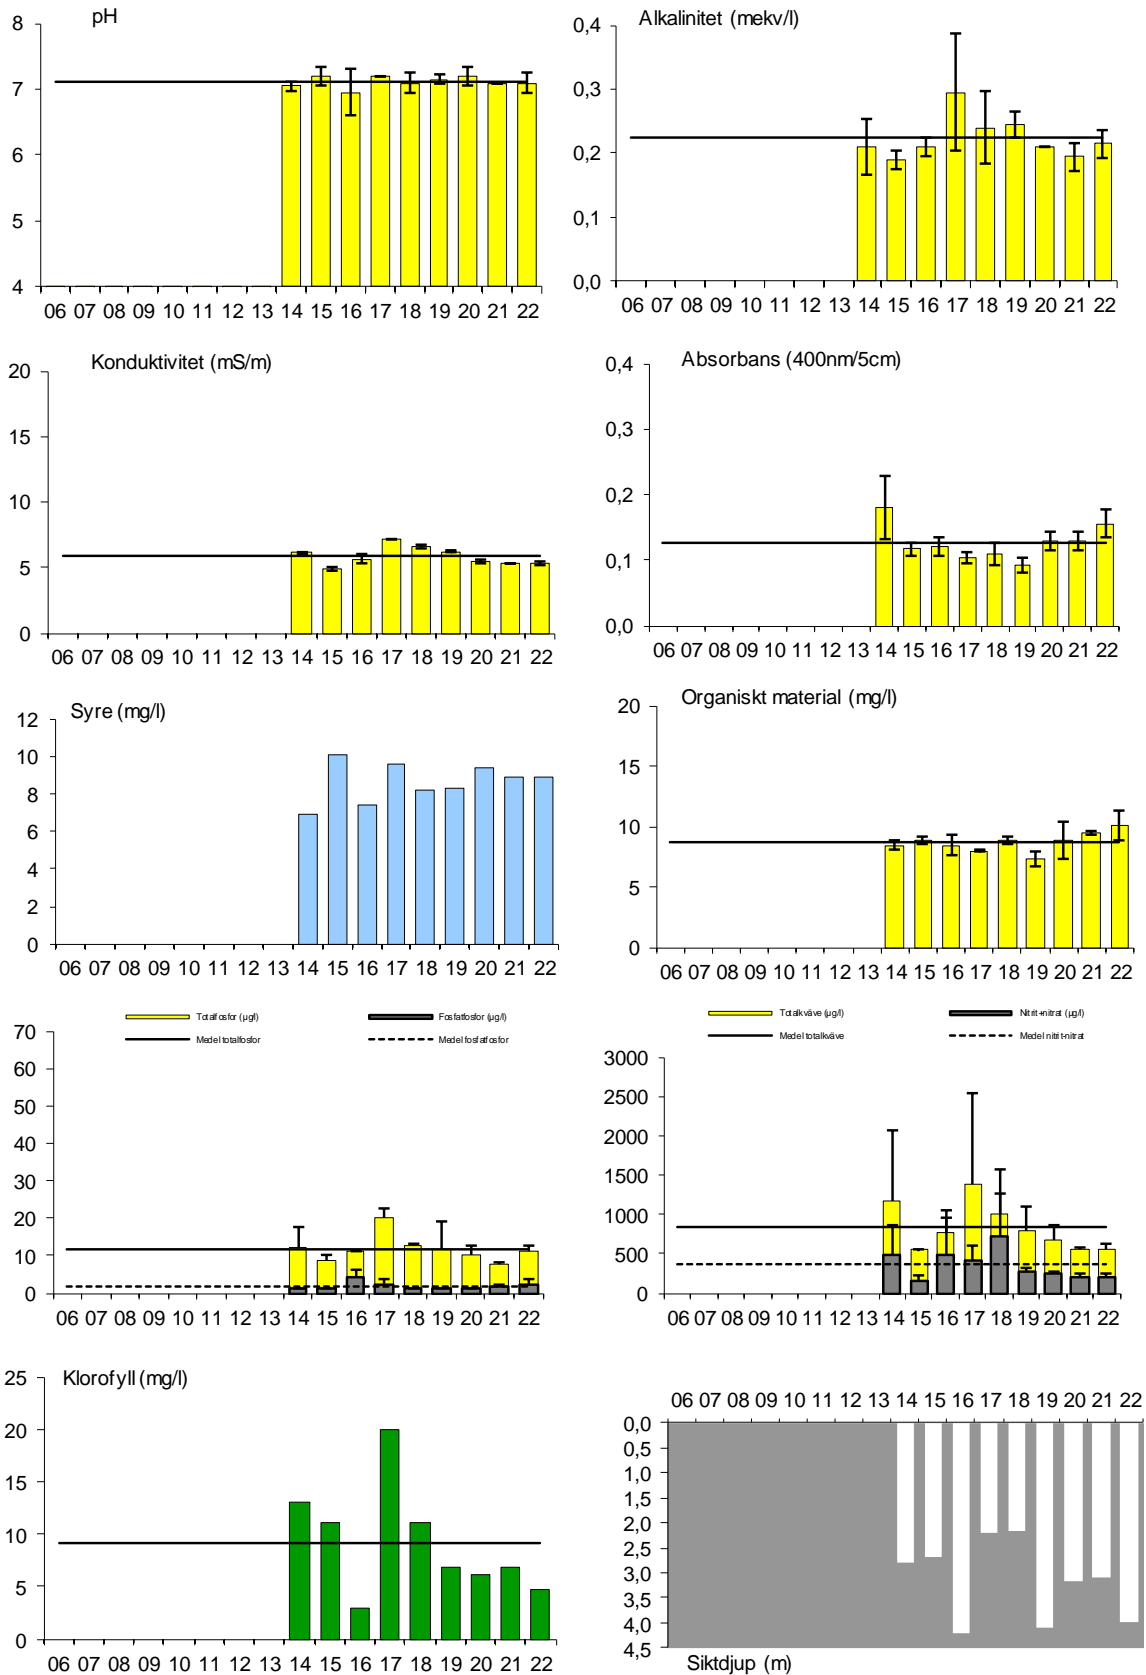 pH
8
7
6
5
4
06 07 08 09 10 11 12 13 14 15 16 17 18 19 20 21 22
Alkalinitet (mekv/l)
0,4
0,3
0,2
0,1
0,0
06 07 08 09 10 11 12 13 14 15 16 17 18 19 20 21 22
Konduktivitet (mS/m)
20
15
10
5
0
06 07 08 09 10 11 12 13 14 15 16 17 18 19 20 21 22
Absorbans (400nm/5cm)
0,4
0,3
0,2
0,1
0,0
06 07 08 09 10 11 12 13 14 15 16 17 18 19 20 21 22
Syre (mg/l)
12
10
8
6
4
2
0
06 07 08 09 10 11 12 13 14 15 16 17 18 19 20 21 22
Organiskt material (mg/l)
20
15
10
5
0
06 07 08 09 10 11 12 13 14 15 16 17 18 19 20 21 22
Totalfosfor (µg/l) Fosfatfosfor (µg/l)
Medel totalfosfor Medel fosfatfosfor
70
60
50
40
30
20
10
0
06 07 08 09 10 11 12 13 14 15 16 17 18 19 20 21 22
Totalkväve (µg/l) Nitrit+nitrat (µg/l)
Medel totalkväve Medel nitrit-nitrat
3000
2500
2000
1500
1000
500
0
06 07 08 09 10 11 12 13 14 15 16 17 18 19 20 21 22
Klorofyll (mg/l)
25
20
15
10
5
0
06 07 08 09 10 11 12 13 14 15 16 17 18 19 20 21 22
06 07 08 09 10 11 12 13 14 15 16 17 18 19 20 21 22
0,0
0,5
1,0
1,5
2,0
2,5
3,0
3,5
4,0
4,5
Siktdjup (m)